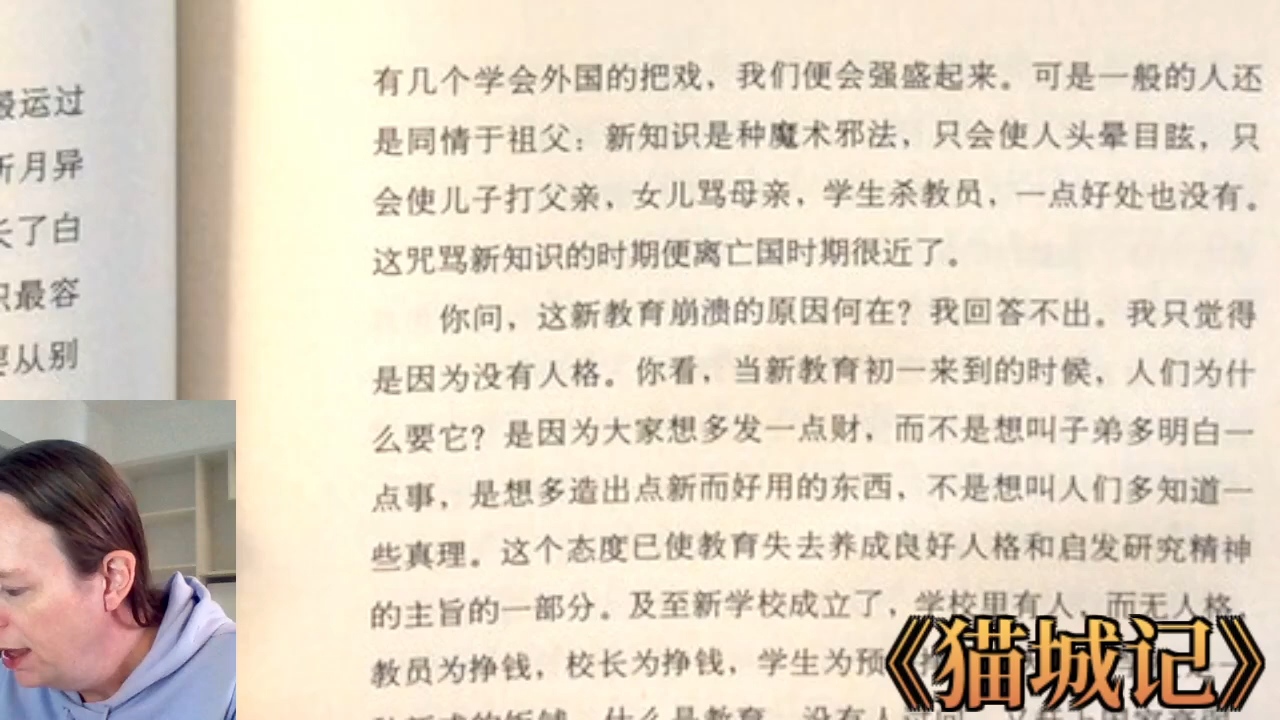 搬运过
新月异
长了白
识最容
要从别
有几个学会外国的把戏，我们便会强盛起来。可是一般的人还
是同情于祖父：新知识是种魔术邪法，只会使人头晕目眩，只
会使儿子打父亲，女儿骂母亲，学生杀教员，一点好处也没有。
这咒骂新知识的时期便离亡国时期很近了。
你问，这新教育崩溃的原因何在？我回答不出。我只觉得
是因为没有人格。你看，当新教育初一来到的时候，人们为什
么要它？是因为大家想多发一点财，而不是想叫子弟多明白一
点事，是想多造出点新而好用的东西，不是想叫人们多知道一
些真理。这个态度已使教育失去养成良好人格和启发研究精神
的主旨的一部分。及至新学校成立了，学校里有人，而无人格，
教员为挣钱，校长为挣钱，学生为预
《猫城记》